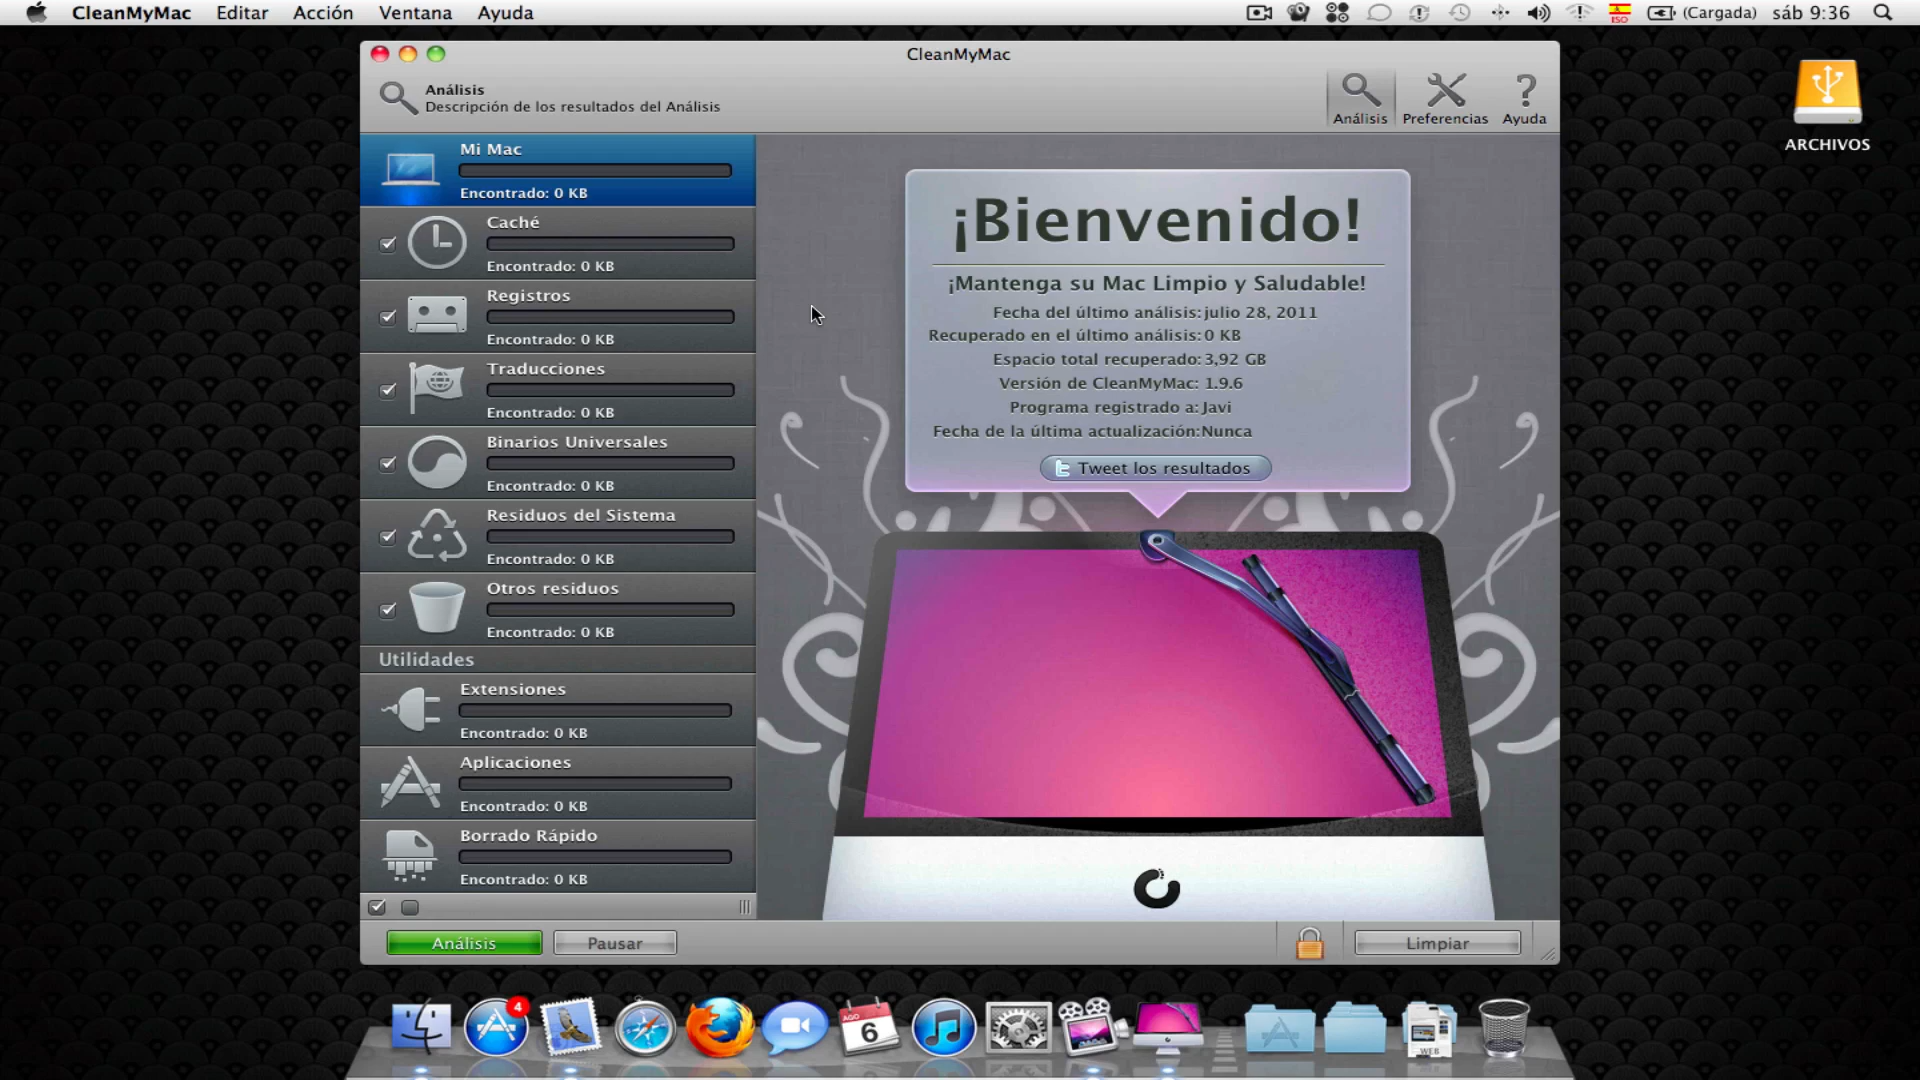 CleanMyMac Editar Acción Ventana Ayuda
ISO (Cargada) sáb 9:36
CleanMyMac
Análisis
Descripción de los resultados del Análisis
Análisis Preferencias Ayuda
ARCHIVOS
Mi Mac
Encontrado: 0 KB
Caché
Encontrado: 0 KB
Registros
Encontrado: 0 KB
Traducciones
Encontrado: 0 KB
Binarios Universales
Encontrado: 0 KB
Residuos del Sistema
Encontrado: 0 KB
Otros residuos
Encontrado: 0 KB
Utilidades
Extensiones
Encontrado: 0 KB
Aplicaciones
Encontrado: 0 KB
Borrado Rápido
Encontrado: 0 KB
¡Bienvenido!
¡Mantenga su Mac Limpio y Saludable!
Fecha del último análisis: julio 28, 2011
Recuperado en el último análisis: 0 KB
Espacio total recuperado: 3,92 GB
Versión de CleanMyMac: 1.9.6
Programa registrado a: Javi
Fecha de la última actualización: Nunca
Tweet los resultados
Análisis Pausar Limpiar
4
AGO
6
WEB